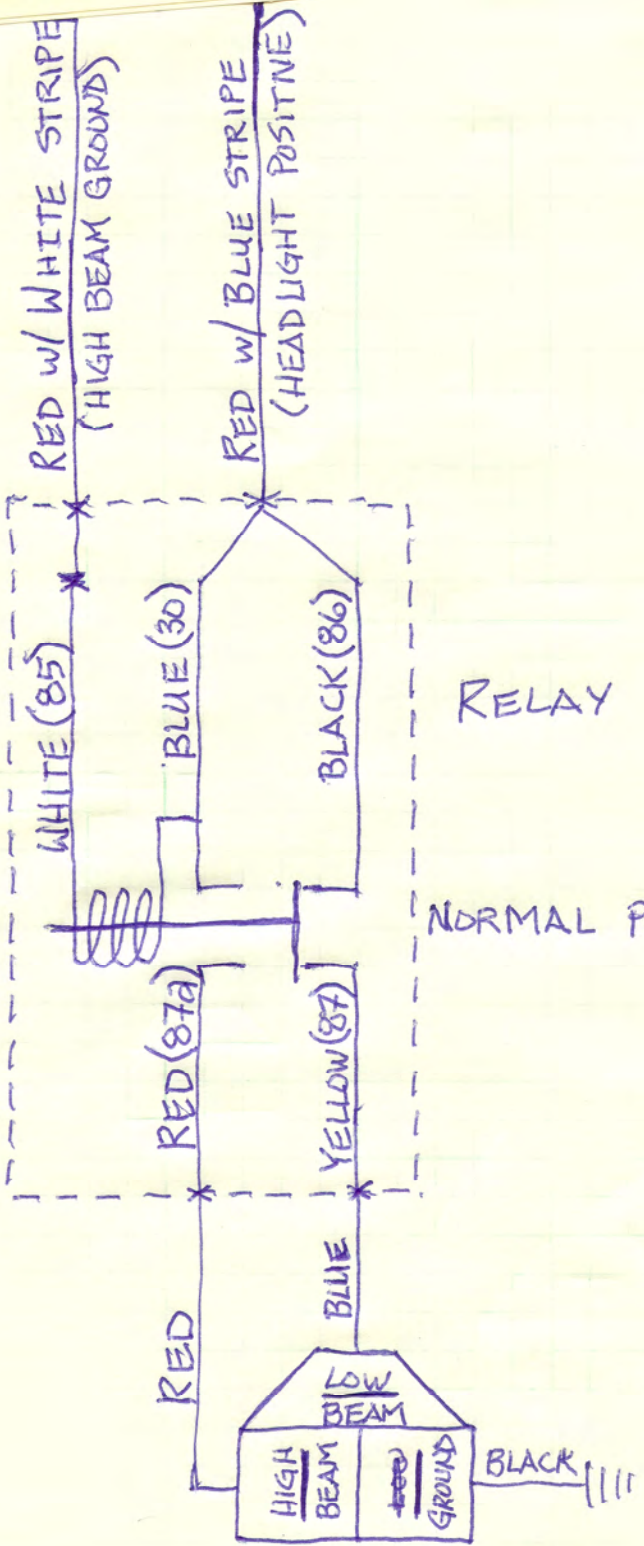 RED W/ WHITE STRIPE
(HIGH BEAM GROUND)
RED W/ BLUE STRIPE
(HEADLIGHT POSITIVE)
WHITE (85)
BLUE (30)
BLACK (86)
RELAY
NORMAL P
RED (87a)
YELLOW (87)
RED
BLUE
LOW
BEAM
HIGH
BEAM
GROUND
BLACK